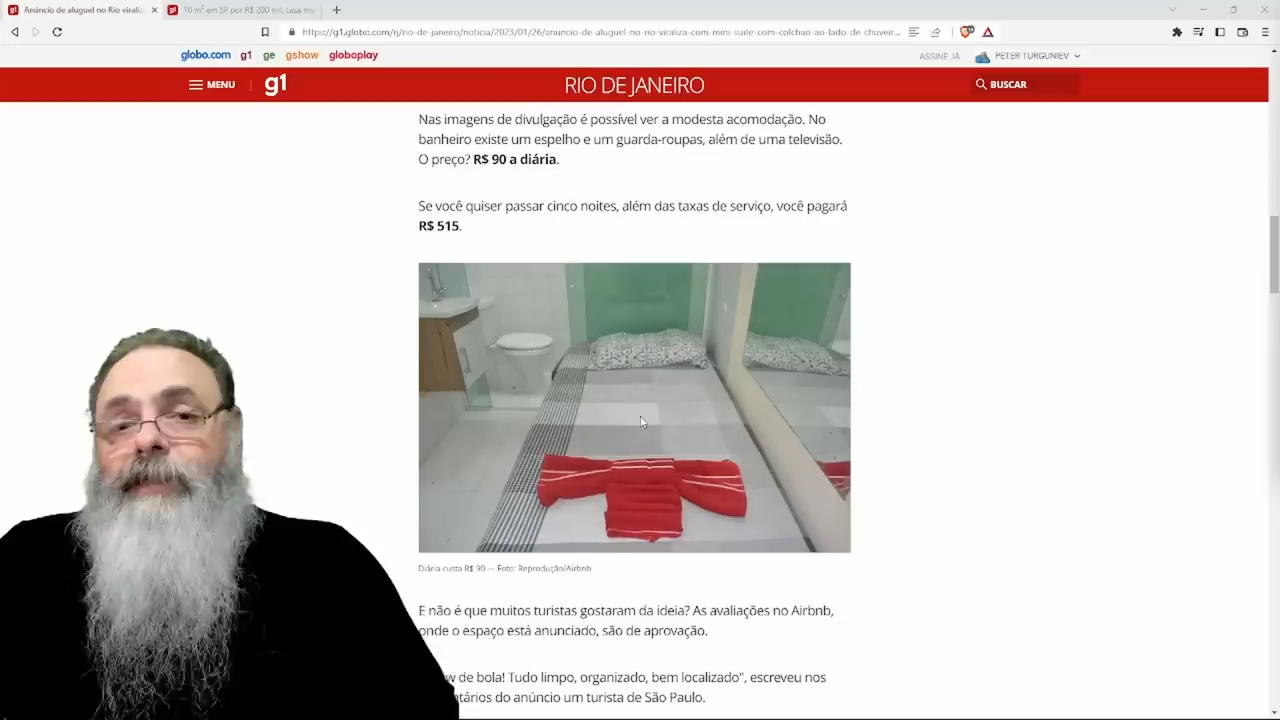 Anúncio de aluguel no Rio viraliz
10 m² em SP por R$ 200 mil, casa mu
https://g1.globo.com/rj/rio-de-janeiro/noticia/2023/01/26/anuncio-de-aluguel-no-rio-viraliza-com-mini-suite-com-colchao-ao-lado-de-chuveir...
globo.com g1 ge gshow globoplay
ASSINE JÁ PETER TURGUNIEV
MENU g1 RIO DE JANEIRO BUSCAR
Nas imagens de divulgação é possível ver a modesta acomodação. No
banheiro existe um espelho e um guarda-roupas, além de uma televisão.
O preço? R$ 90 a diária.
Se você quiser passar cinco noites, além das taxas de serviço, você pagará
R$ 515.
Diária custa R$ 90 — Foto: Reprodução/Airbnb
E não é que muitos turistas gostaram da ideia? As avaliações no Airbnb,
onde o espaço está anunciado, são de aprovação.
w de bola! Tudo limpo, organizado, bem localizado", escreveu nos
ntários do anúncio um turista de São Paulo.